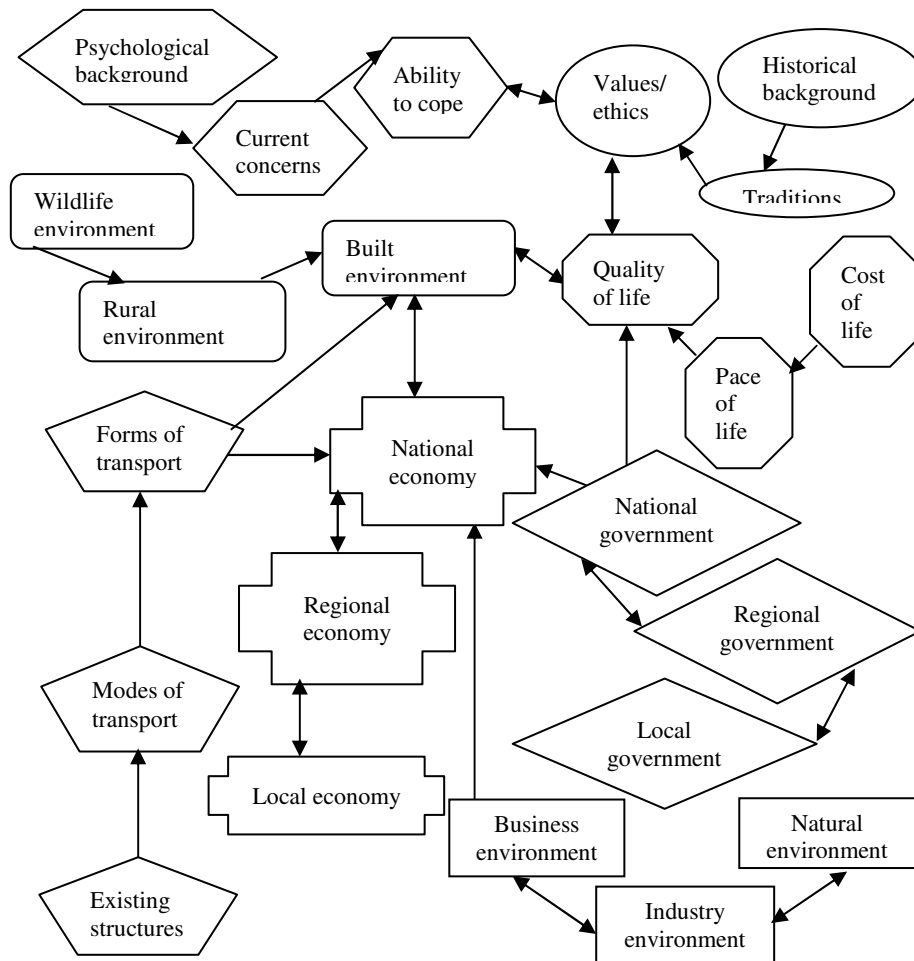 Psychological
background
Ability
to cope
Values/
ethics
Historical
background
Current
concerns
Traditions
Wildlife
environment
Built
environment
Quality
of life
Cost
of
life
Rural
environment
Pace
of
life
Forms of
transport
National
economy
National
government
Regional
economy
Regional
government
Modes of
transport
Local
government
Local economy
Business
environment
Natural
environment
Existing
structures
Industry
environment